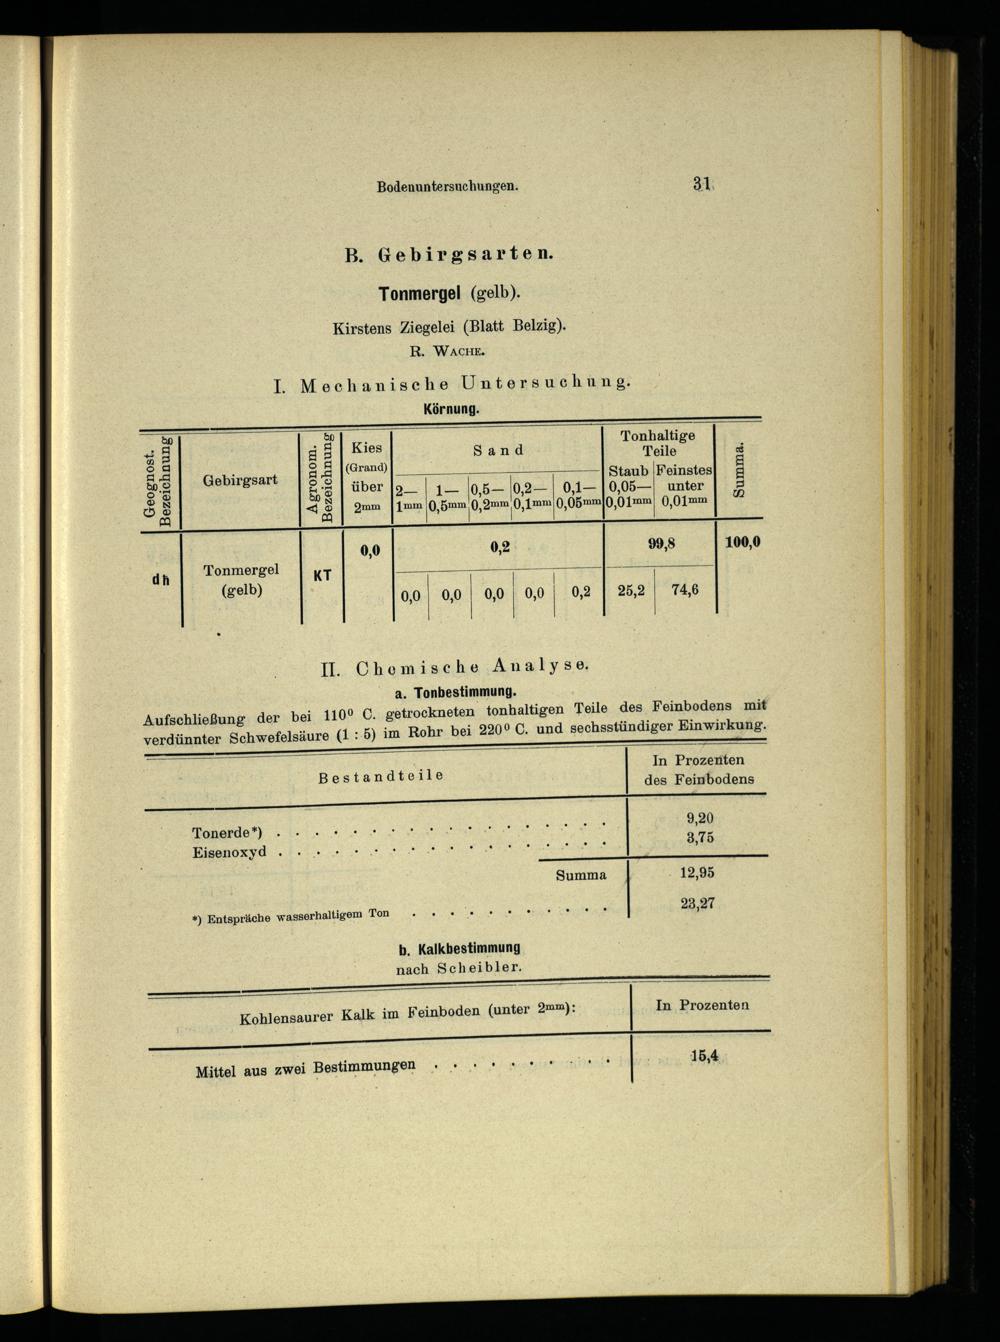 Bodenuntersuchungen. 31
B. Gebirgsarten.
Tonmergel (gelb).
Kirstens Ziegelei (Blatt Belzig).
R. WACHE.
I. Mechanische Untersuchung.
Körnung.
Geognost. Bezeichnung | Gebirgsart | Agronom. Bezeichnung | Kies (Grand) über 2mm | Sand | Tonhaltige Teile | Summa.
2—1mm | 1—0,5mm | 0,5—0,2mm | 0,2—0,1mm | 0,1—0,05mm | Staub 0,05—0,01mm | Feinstes unter 0,01mm
dh | Tonmergel (gelb) | KT | 0,0 | 0,2 | 99,8 | 100,0
0,0 | 0,0 | 0,0 | 0,0 | 0,2 | 25,2 | 74,6
II. Chemische Analyse.
a. Tonbestimmung.
Aufschließung der bei 110° C. getrockneten tonhaltigen Teile des Feinbodens mit
verdünnter Schwefelsäure (1 : 5) im Rohr bei 220° C. und sechsstündiger Einwirkung.
Bestandteile | In Prozenten des Feinbodens
Tonerde*) . . . . . . . . . . . . . . . . . . 9,20
Eisenoxyd . . . . . . . . . . . . . . . . . . 3,75
Summa 12,95
*) Entspräche wasserhaltigem Ton . . . . . . . . . . . 23,27
b. Kalkbestimmung
nach Scheibler.
Kohlensaurer Kalk im Feinboden (unter 2mm): | In Prozenten
Mittel aus zwei Bestimmungen . . . . . . . . . . 15,4